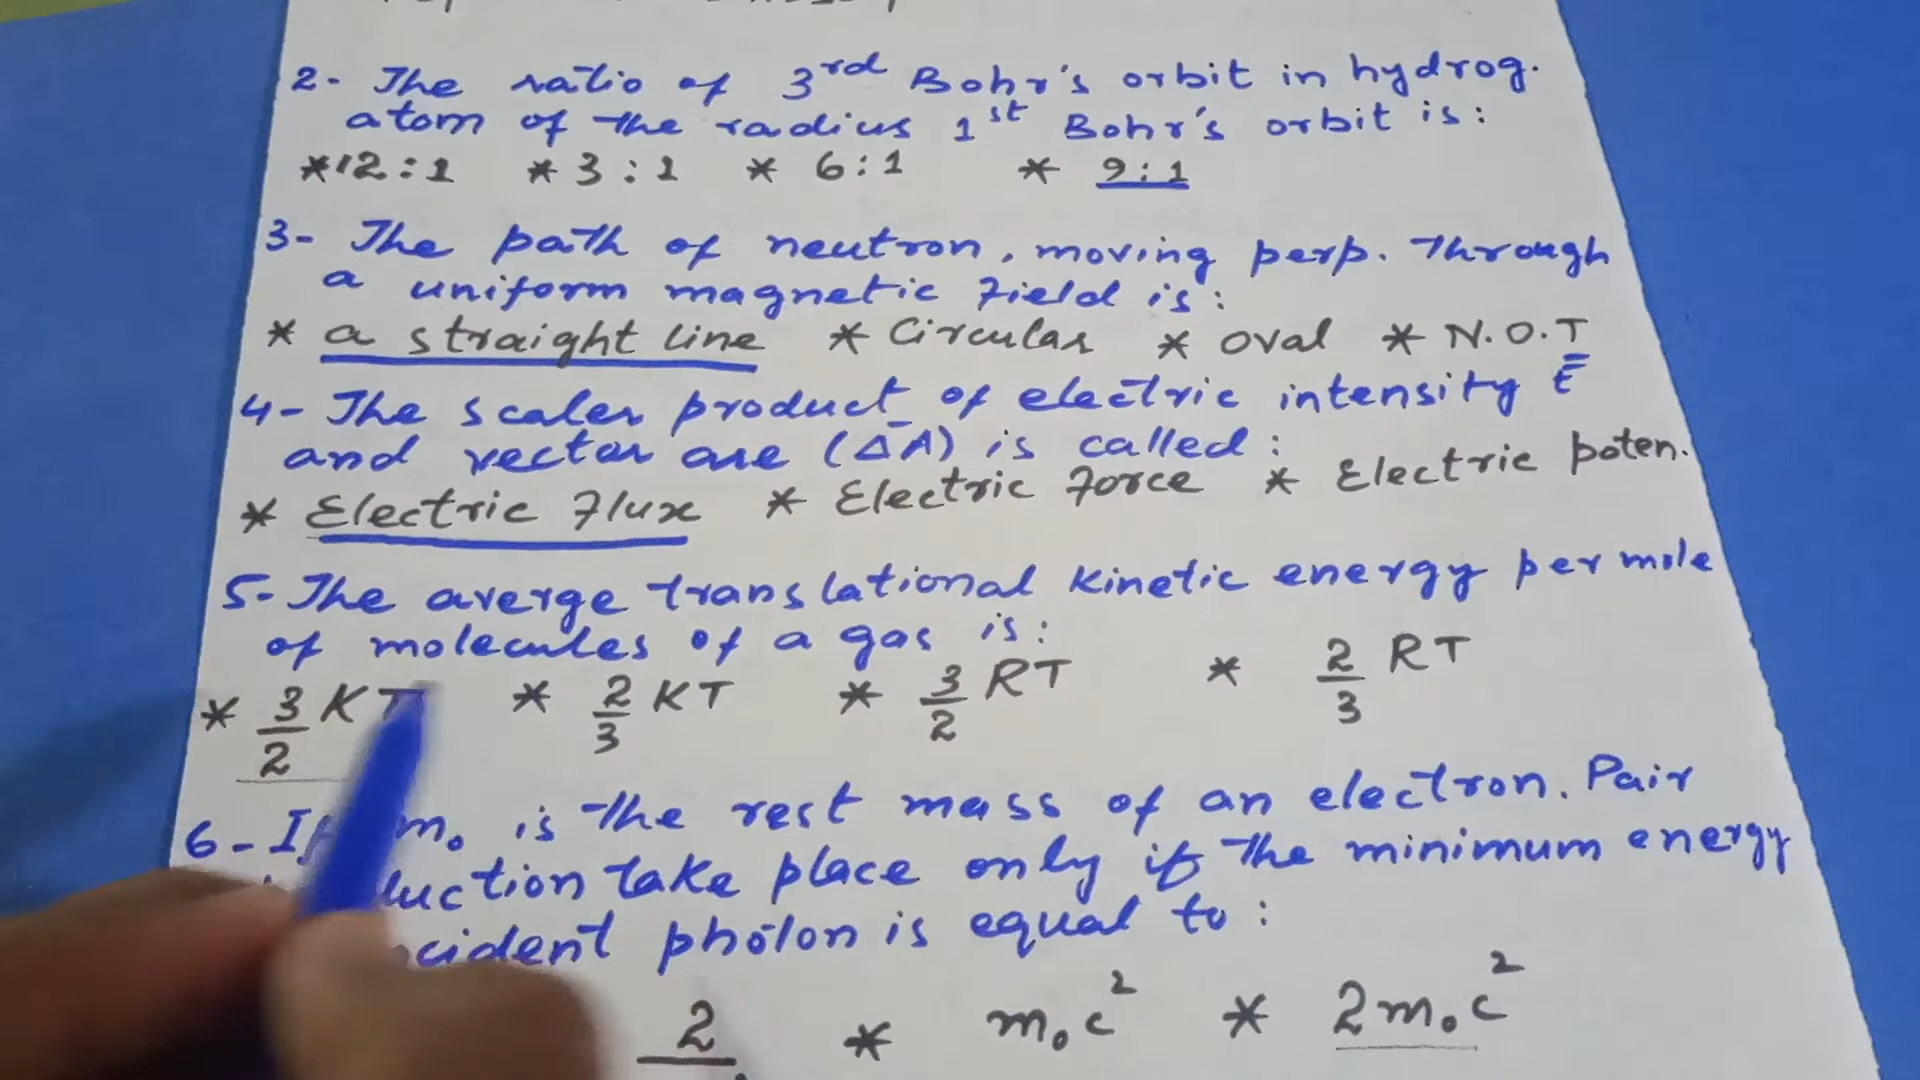 2- The ratio of 3rd Bohr's orbit in hydrog.
atom of the radius 1st Bohr's orbit is:
* 12:1 * 3:1 * 6:1 * 9:1
3- The path of neutron, moving perp. Through
a uniform magnetic Field is:
* a straight line * Circular * Oval * N.O.T
4- The scaler product of electric intensity E̅
and vector are (ΔA̅) is called:
* Electric Flux * Electric Force * Electric poten.
5- The averge translational kinetic energy per mole
of molecules of a gas is:
* 3/2 KT * 2/3 KT * 3/2 RT * 2/3 RT
6- m₀ is the rest mass of an electron. Pair
take place only if the minimum energy
photon is equal to:
2 * m₀c² * 2m₀c²